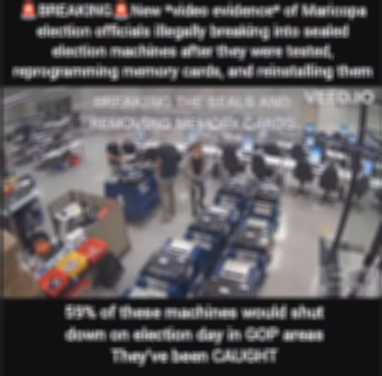 🚨BREAKING🚨New *video evidence* of Maricopa
election officials illegally breaking into sealed
election machines after they were tested,
reprogramming memory cards, and reinstalling them
BREAKING THE SEALS AND
VEED.IO
REMOVING MEMORY CARDS
59% of these machines would shut
down on election day in GOP areas
They've been CAUGHT